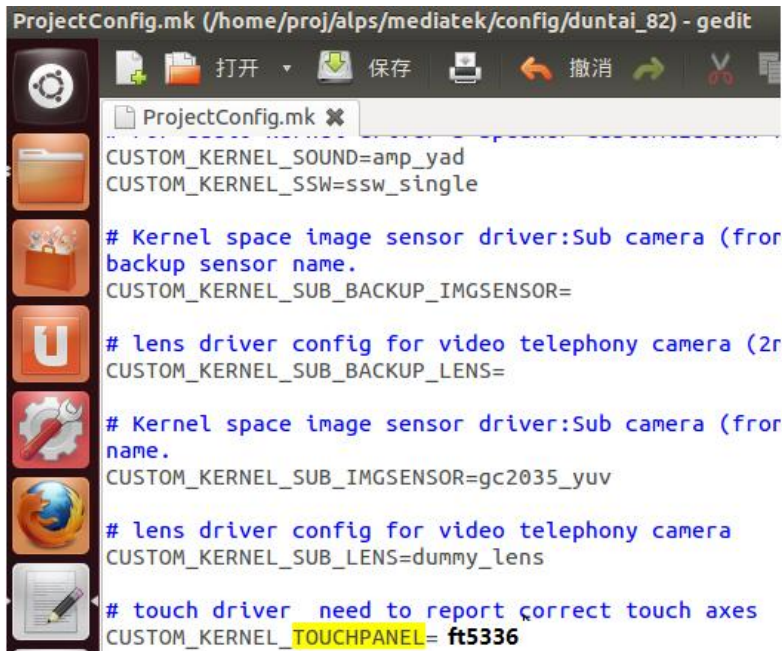 ProjectConfig.mk (/home/proj/alps/mediatek/config/duntai_82) - gedit
打开 保存 撤消
ProjectConfig.mk
CUSTOM_KERNEL_SOUND=amp_yad
CUSTOM_KERNEL_SSW=ssw_single
# Kernel space image sensor driver:Sub camera (fron
backup sensor name.
CUSTOM_KERNEL_SUB_BACKUP_IMGSENSOR=
# lens driver config for video telephony camera (2n
CUSTOM_KERNEL_SUB_BACKUP_LENS=
# Kernel space image sensor driver:Sub camera (fron
name.
CUSTOM_KERNEL_SUB_IMGSENSOR=gc2035_yuv
# lens driver config for video telephony camera
CUSTOM_KERNEL_SUB_LENS=dummy_lens
# touch driver  need to report correct touch axes
CUSTOM_KERNEL_TOUCHPANEL= ft5336